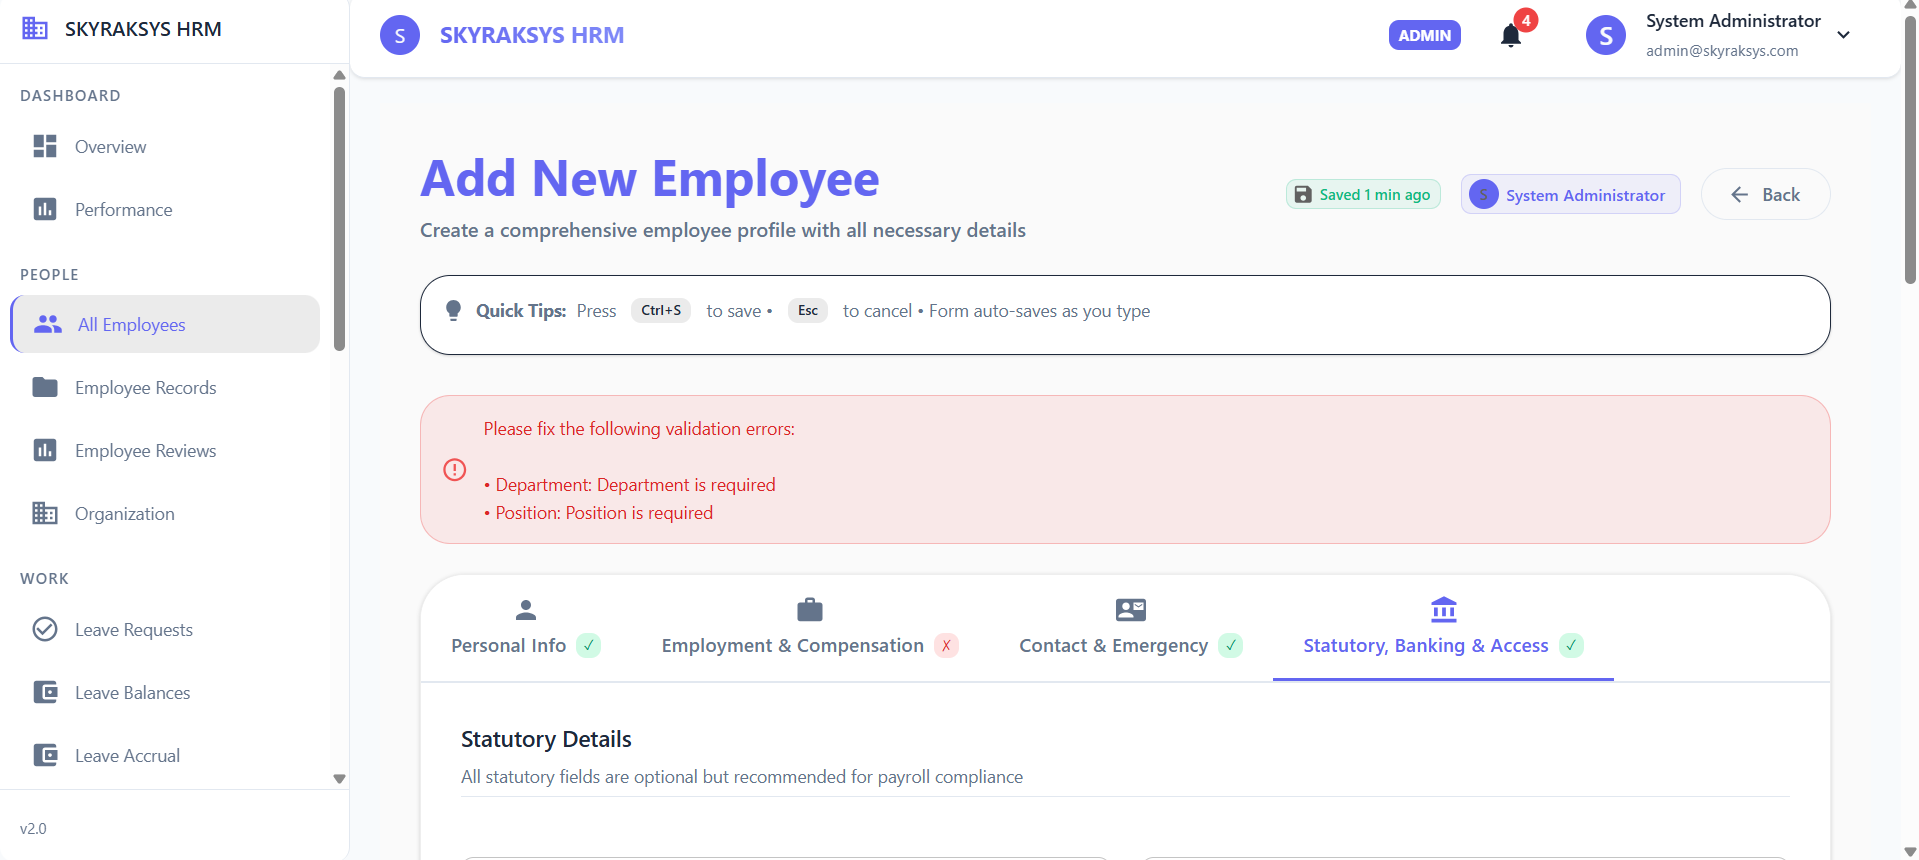 SKYRAKSYS HRM
DASHBOARD
Overview
Performance
PEOPLE
All Employees
Employee Records
Employee Reviews
Organization
WORK
Leave Requests
Leave Balances
Leave Accrual
v2.0
S
SKYRAKSYS HRM
ADMIN
4
S
System Administrator
admin@skyraksys.com
Add New Employee
Create a comprehensive employee profile with all necessary details
Saved 1 min ago
S
System Administrator
Back
Quick Tips: Press Ctrl+S to save • Esc to cancel • Form auto-saves as you type
Please fix the following validation errors:
• Department: Department is required
• Position: Position is required
Personal Info ✓
Employment & Compensation ✗
Contact & Emergency ✓
Statutory, Banking & Access ✓
Statutory Details
All statutory fields are optional but recommended for payroll compliance